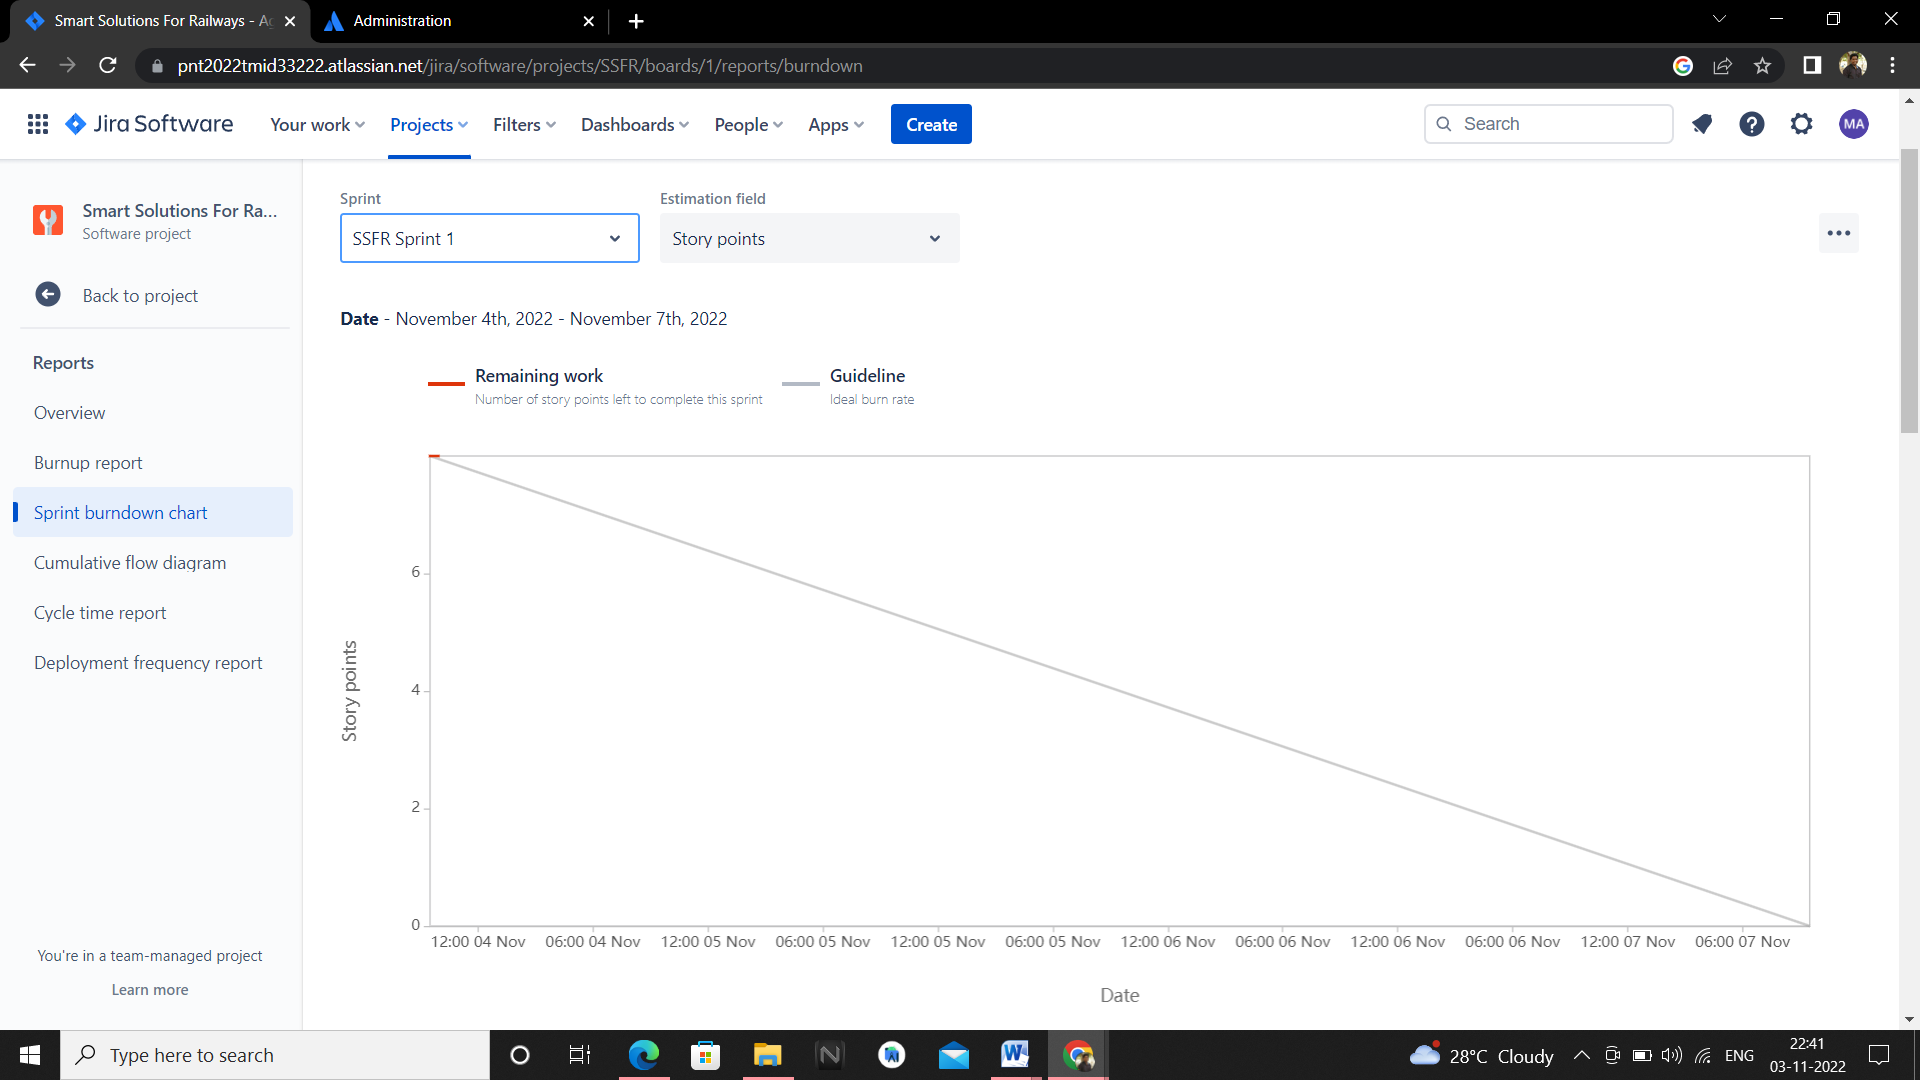 Smart Solutions For Railways - Ag
Administration
pnt2022tmid33222.atlassian.net/jira/software/projects/SSFR/boards/1/reports/burndown
Jira Software
Your work
Projects
Filters
Dashboards
People
Apps
Create
Search
MA
Smart Solutions For Ra...
Software project
Back to project
Reports
Overview
Burnup report
Sprint burndown chart
Cumulative flow diagram
Cycle time report
Deployment frequency report
You're in a team-managed project
Learn more
Sprint
SSFR Sprint 1
Estimation field
Story points
Date - November 4th, 2022 - November 7th, 2022
Remaining work
Number of story points left to complete this sprint
Guideline
Ideal burn rate
Story points
6
4
2
0
12:00 04 Nov 06:00 04 Nov 12:00 05 Nov 06:00 05 Nov 12:00 05 Nov 06:00 05 Nov 12:00 06 Nov 06:00 06 Nov 12:00 06 Nov 06:00 06 Nov 12:00 07 Nov 06:00 07 Nov
Date
Type here to search
28°C Cloudy
ENG
22:41
03-11-2022